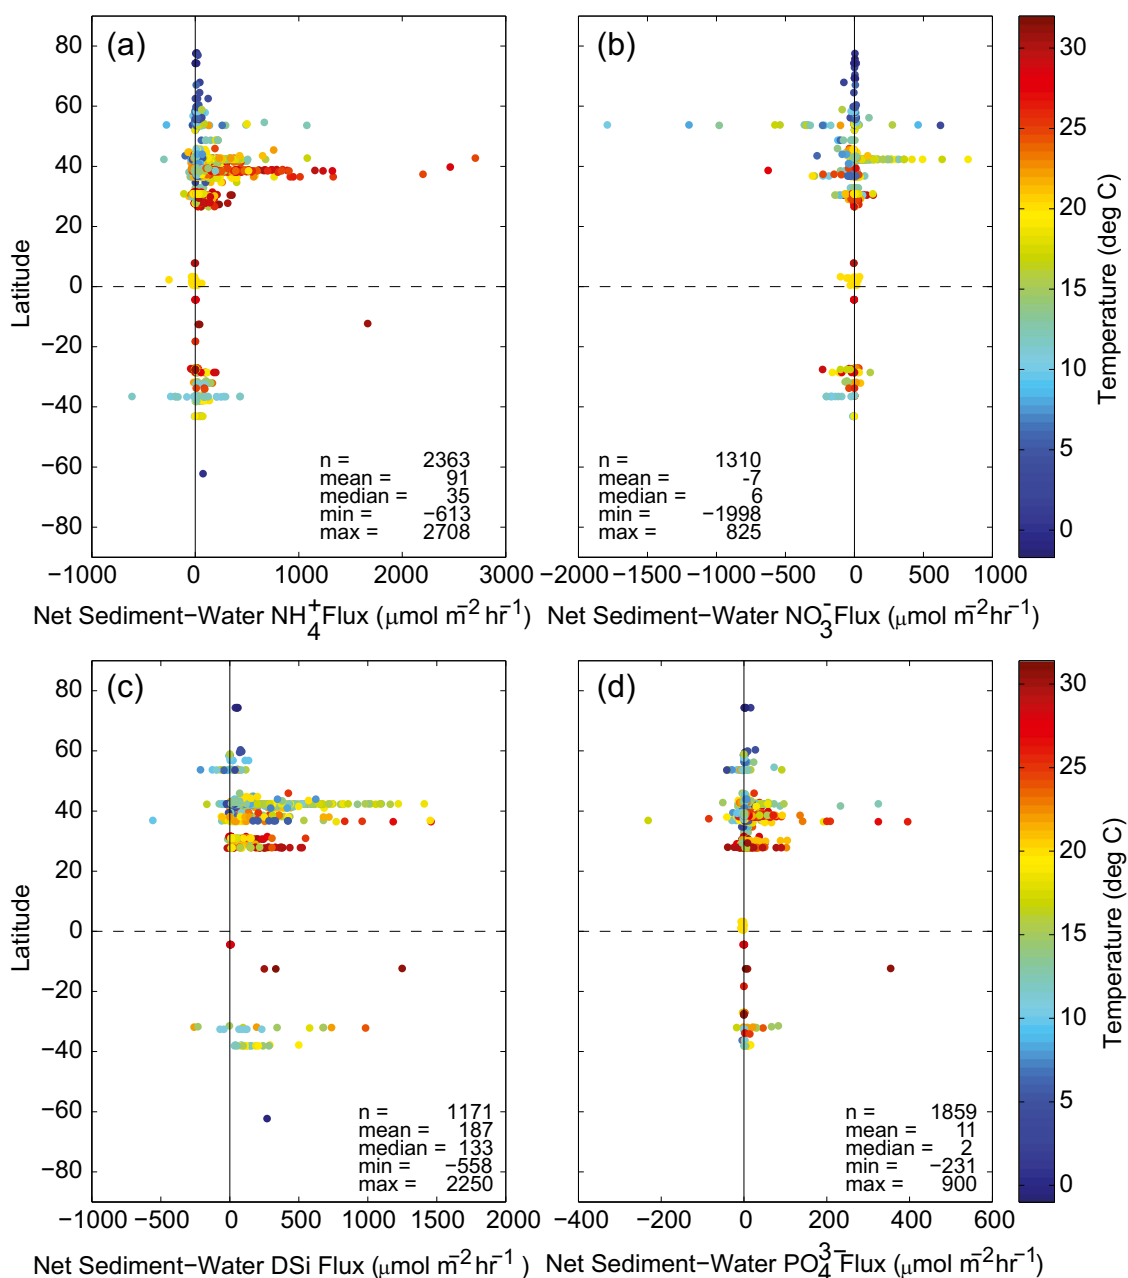 (a)
80
60
40
20
0
−20
−40
−60
−80
Latitude
n = 2363
mean = 91
median = 35
min = −613
max = 2708
−1000 0 1000 2000 3000
Net Sediment−Water NH4+ Flux (μmol m−2 hr−1)
(b)
n = 1310
mean = -7
median = 6
min = −1998
max = 825
−2000 −1500 −1000 −500 0 500 1000
Net Sediment−Water NO3- Flux (μmol m−2hr−1)
30
25
20
15
10
5
0
Temperature (deg C)
(c)
80
60
40
20
0
−20
−40
−60
−80
Latitude
n = 1171
mean = 187
median = 133
min = −558
max = 2250
−1000 −500 0 500 1000 1500 2000
Net Sediment−Water DSi Flux (μmol m−2hr−1 )
(d)
n = 1859
mean = 11
median = 2
min = −231
max = 900
−400 −200 0 200 400 600
Net Sediment−Water PO43− Flux (μmol m−2hr−1)
30
25
20
15
10
5
0
Temperature (deg C)